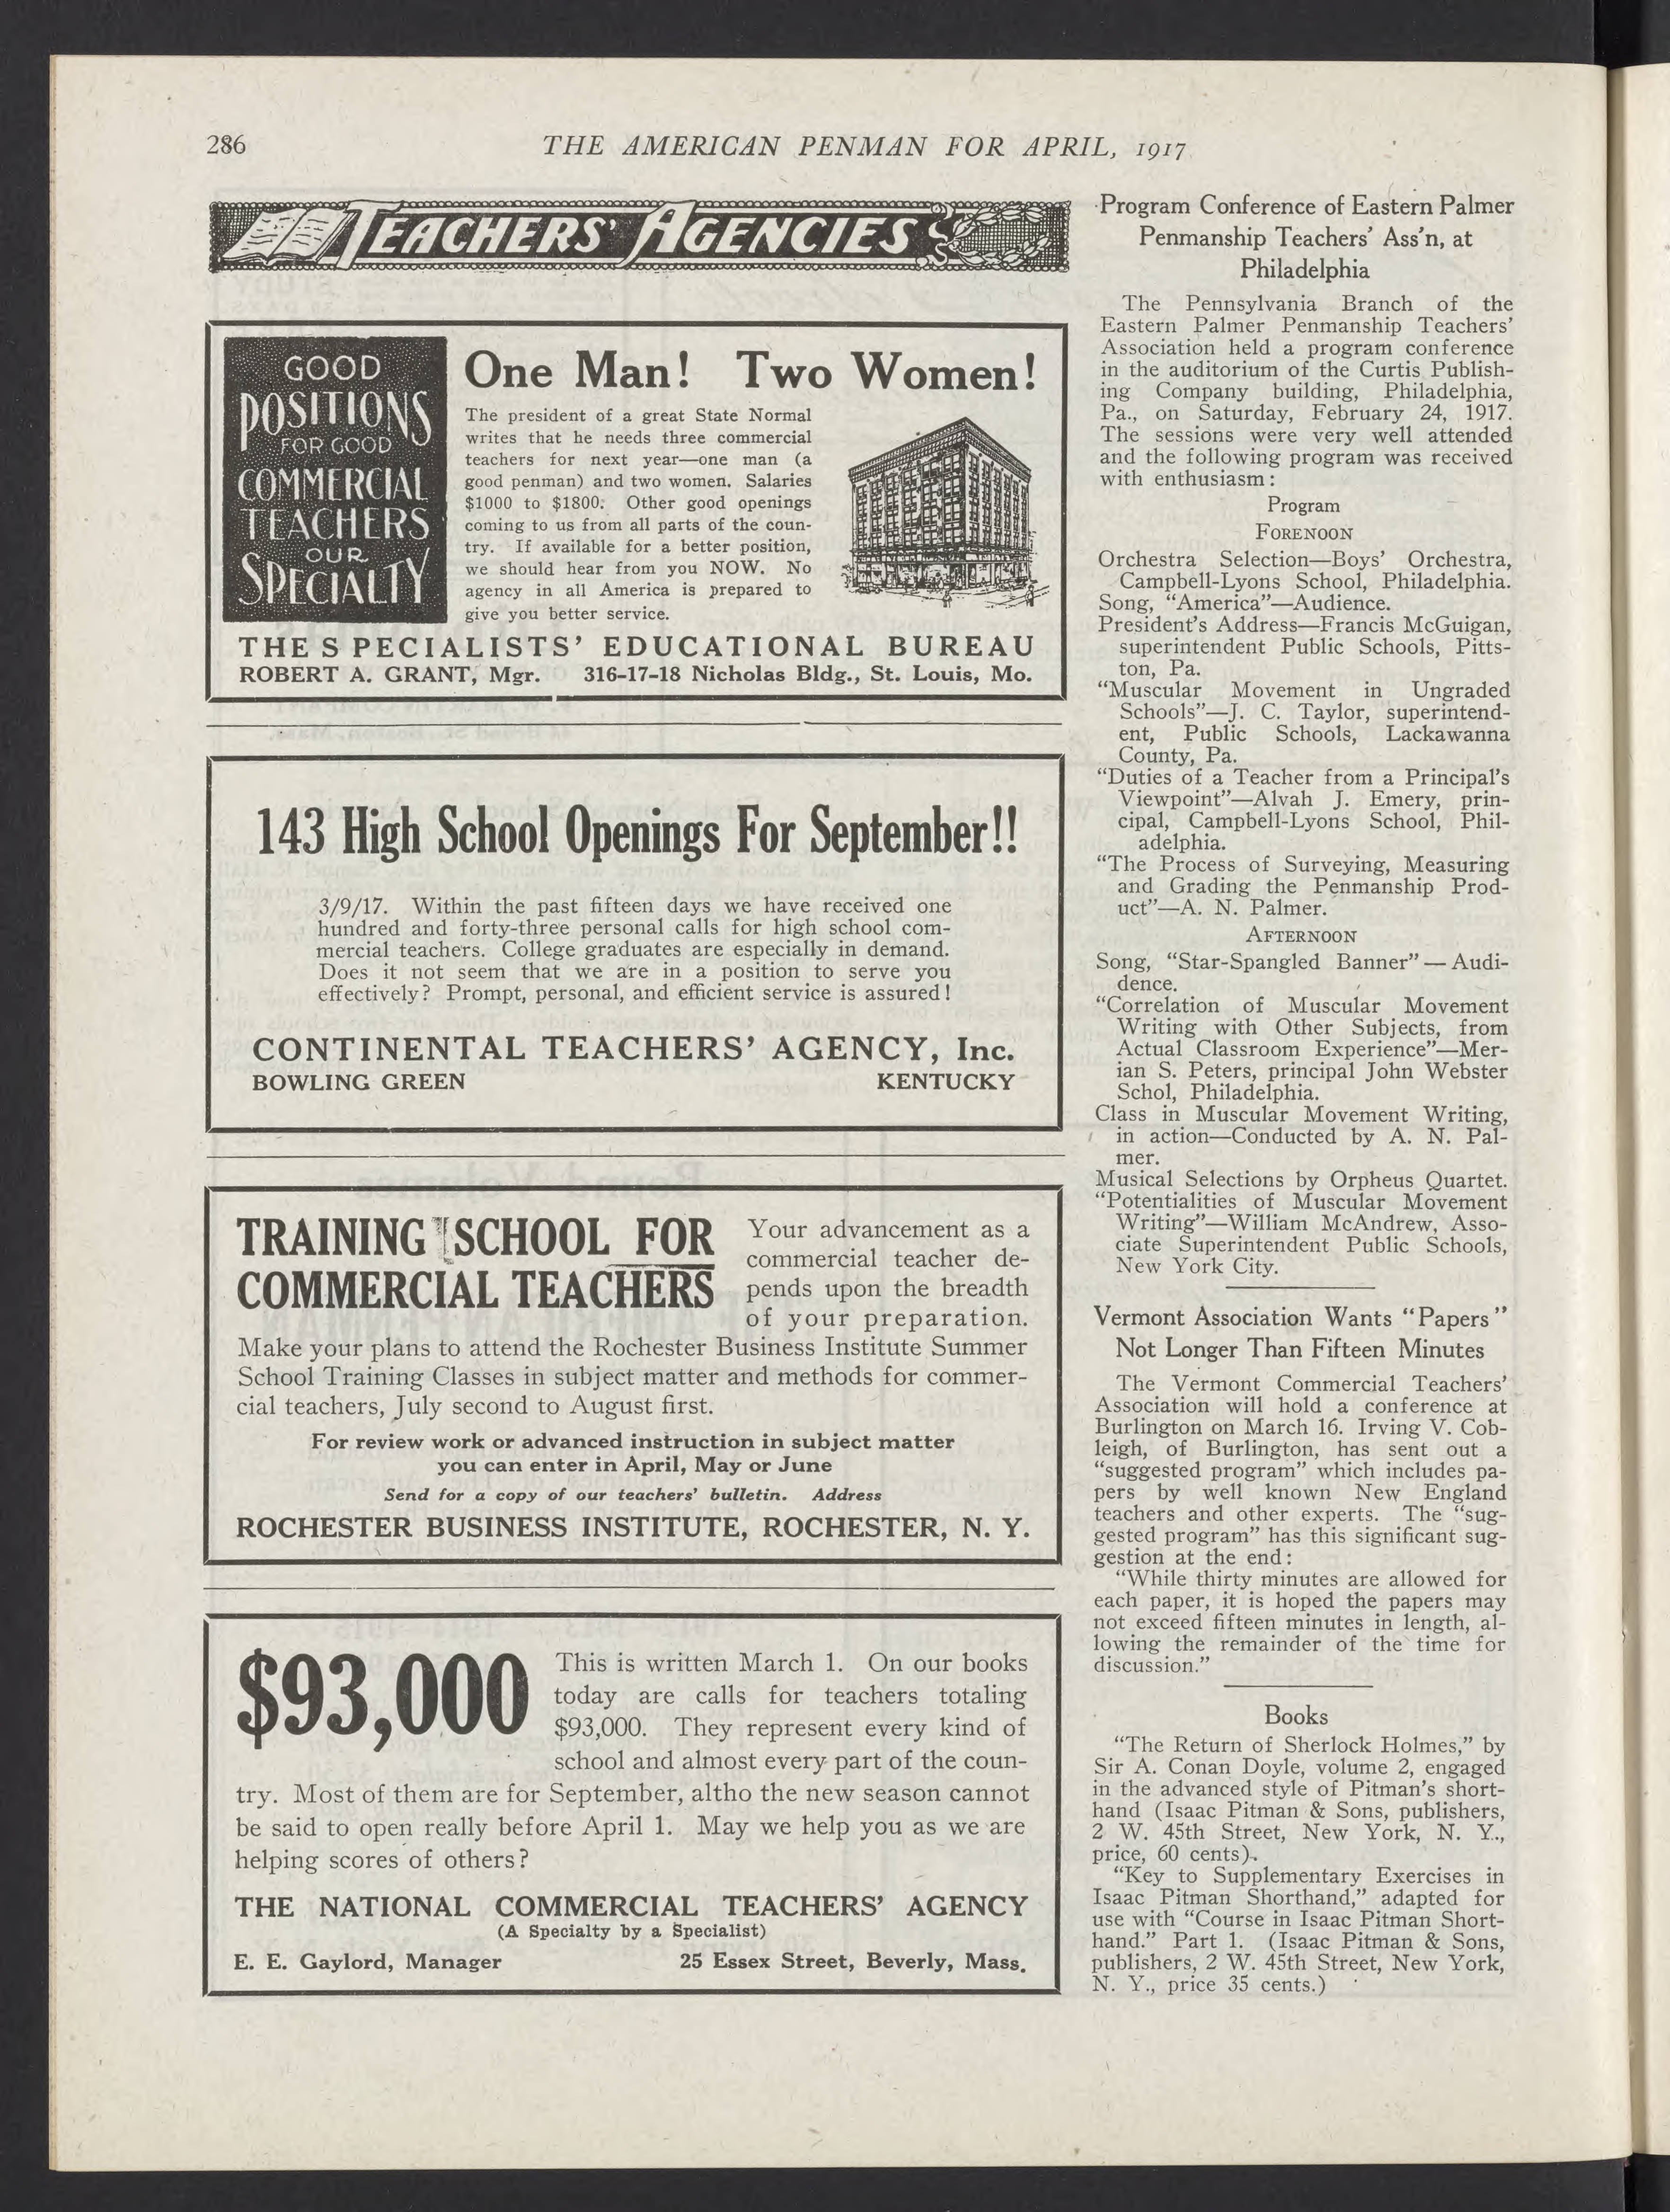 286
THE AMERICAN PENMAN FOR APRIL, 1917
TEACHERS' AGENCIES
GOOD
POSITIONS
FOR GOOD
COMMERCIAL
TEACHERS
OUR
SPECIALTY
One Man! Two Women!
The president of a great State Normal
writes that he needs three commercial
teachers for next year—one man (a
good penman) and two women. Salaries
$1000 to $1800. Other good openings
coming to us from all parts of the coun-
try. If available for a better position,
we should hear from you NOW. No
agency in all America is prepared to
give you better service.
THE S PECIALISTS' EDUCATIONAL BUREAU
ROBERT A. GRANT, Mgr. 316-17-18 Nicholas Bldg., St. Louis, Mo.
143 High School Openings For September!!
3/9/17. Within the past fifteen days we have received one
hundred and forty-three personal calls for high school com-
mercial teachers. College graduates are especially in demand.
Does it not seem that we are in a position to serve you
effectively? Prompt, personal, and efficient service is assured!
CONTINENTAL TEACHERS' AGENCY, Inc.
BOWLING GREEN KENTUCKY
TRAINING SCHOOL FOR
COMMERCIAL TEACHERS
Your advancement as a
commercial teacher de-
pends upon the breadth
of your preparation.
Make your plans to attend the Rochester Business Institute Summer
School Training Classes in subject matter and methods for commer-
cial teachers, July second to August first.
For review work or advanced instruction in subject matter
you can enter in April, May or June
Send for a copy of our teachers' bulletin. Address
ROCHESTER BUSINESS INSTITUTE, ROCHESTER, N. Y.
$93,000
This is written March 1. On our books
today are calls for teachers totaling
$93,000. They represent every kind of
school and almost every part of the coun-
try. Most of them are for September, altho the new season cannot
be said to open really before April 1. May we help you as we are
helping scores of others?
THE NATIONAL COMMERCIAL TEACHERS' AGENCY
(A Specialty by a Specialist)
E. E. Gaylord, Manager 25 Essex Street, Beverly, Mass.
Program Conference of Eastern Palmer
Penmanship Teachers' Ass'n, at
Philadelphia
The Pennsylvania Branch of the
Eastern Palmer Penmanship Teachers'
Association held a program conference
in the auditorium of the Curtis Publish-
ing Company building, Philadelphia,
Pa., on Saturday, February 24, 1917.
The sessions were very well attended
and the following program was received
with enthusiasm:
Program
FORENOON
Orchestra Selection—Boys' Orchestra,
Campbell-Lyons School, Philadelphia.
Song, "America"—Audience.
President's Address—Francis McGuigan,
superintendent Public Schools, Pitts-
ton, Pa.
"Muscular Movement in Ungraded
Schools"—J. C. Taylor, superintend-
ent, Public Schools, Lackawanna
County, Pa.
"Duties of a Teacher from a Principal's
Viewpoint"—Alvah J. Emery, prin-
cipal, Campbell-Lyons School, Phil-
adelphia.
"The Process of Surveying, Measuring
and Grading the Penmanship Prod-
uct"—A. N. Palmer.
AFTERNOON
Song, "Star-Spangled Banner" — Audi-
dence.
"Correlation of Muscular Movement
Writing with Other Subjects, from
Actual Classroom Experience"—Mer-
ian S. Peters, principal John Webster
Schol, Philadelphia.
Class in Muscular Movement Writing,
in action—Conducted by A. N. Pal-
mer.
Musical Selections by Orpheus Quartet.
"Potentialities of Muscular Movement
Writing"—William McAndrew, Asso-
ciate Superintendent Public Schools,
New York City.
Vermont Association Wants "Papers"
Not Longer Than Fifteen Minutes
The Vermont Commercial Teachers'
Association will hold a conference at
Burlington on March 16. Irving V. Cob-
leigh, of Burlington, has sent out a
"suggested program" which includes pa-
pers by well known New England
teachers and other experts. The "sug-
gested program" has this significant sug-
gestion at the end:
"While thirty minutes are allowed for
each paper, it is hoped the papers may
not exceed fifteen minutes in length, al-
lowing the remainder of the time for
discussion."
Books
"The Return of Sherlock Holmes," by
Sir A. Conan Doyle, volume 2, engaged
in the advanced style of Pitman's short-
hand (Isaac Pitman & Sons, publishers,
2 W. 45th Street, New York, N. Y.,
price, 60 cents).
"Key to Supplementary Exercises in
Isaac Pitman Shorthand," adapted for
use with "Course in Isaac Pitman Short-
hand." Part 1. (Isaac Pitman & Sons,
publishers, 2 W. 45th Street, New York,
N. Y., price 35 cents.)